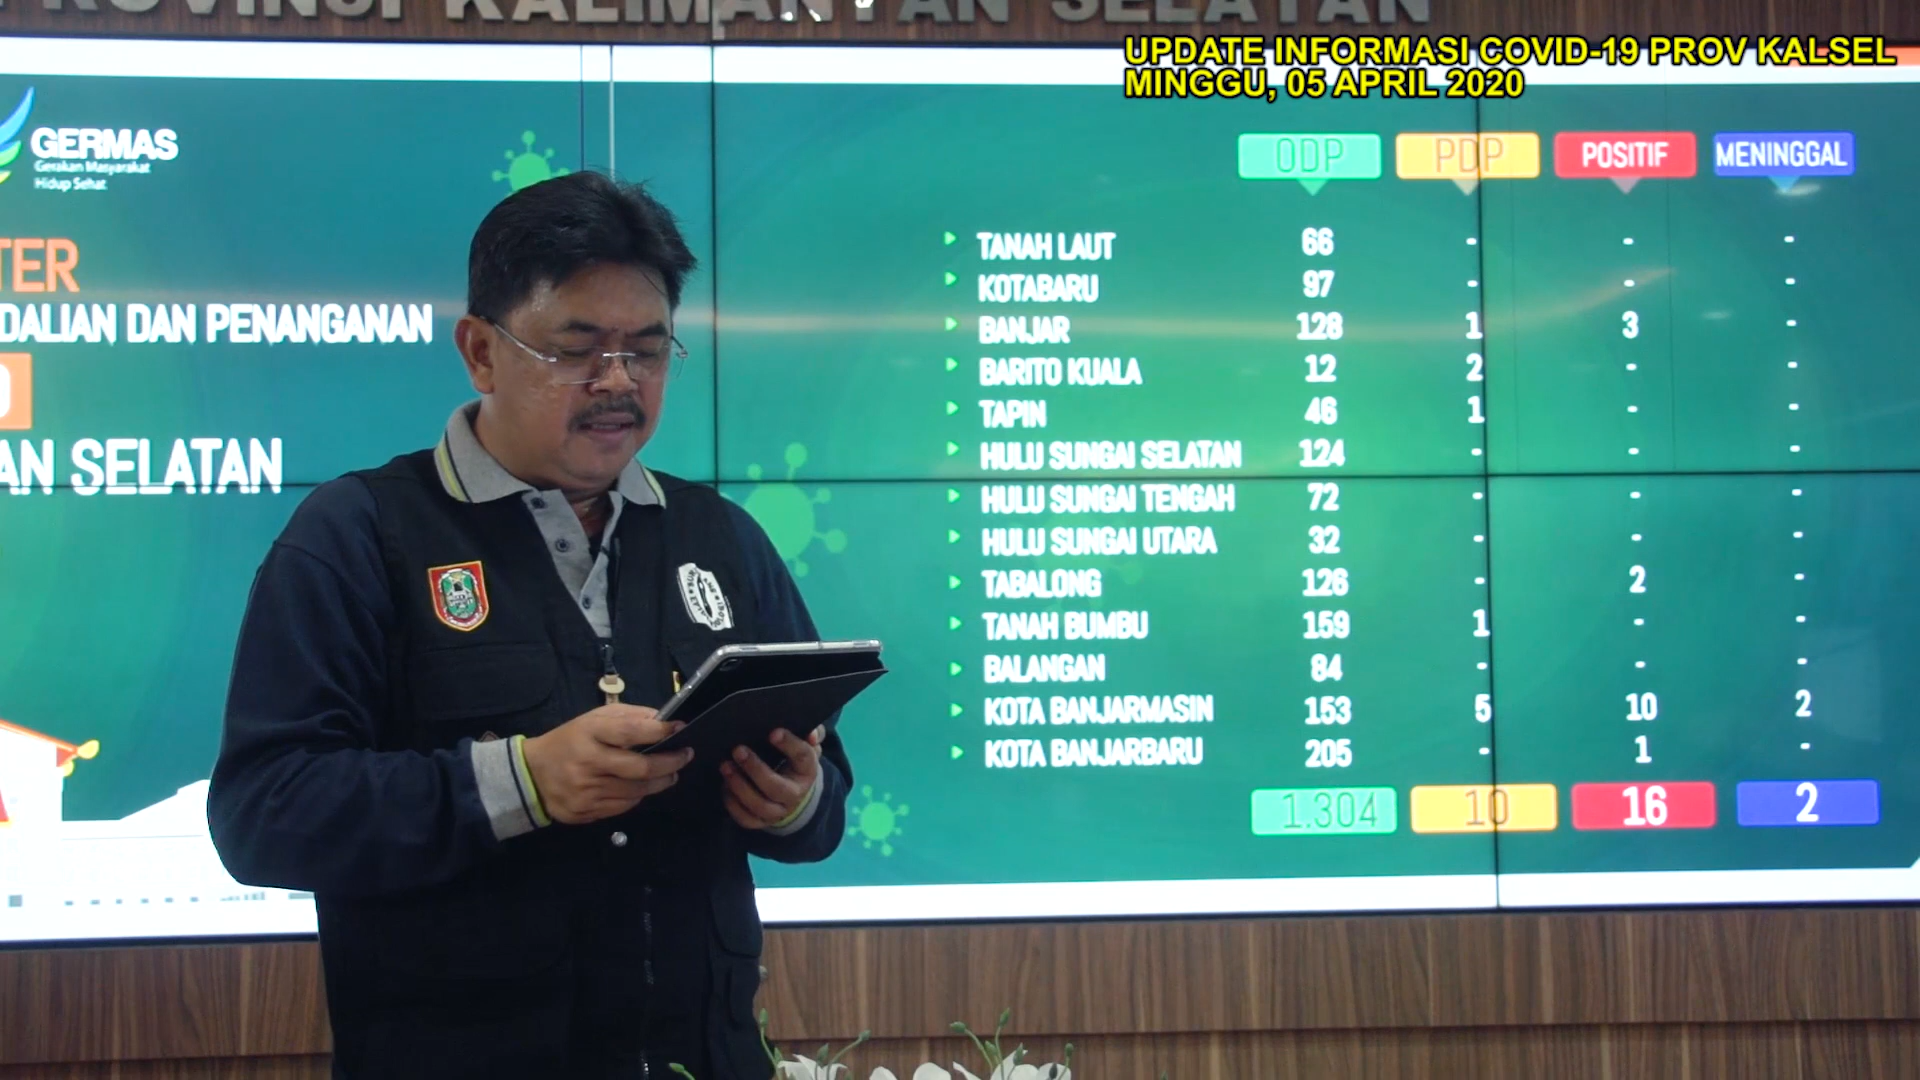 PROVINSI KALIMANTAN SELATAN
UPDATE INFORMASI COVID-19 PROV KALSEL
MINGGU, 05 APRIL 2020
GERMAS
Gerakan Masyarakat
Hidup Sehat
TER
DALIAN DAN PENANGANAN
AN SELATAN
ODP PDP POSITIF MENINGGAL
TANAH LAUT 66 - - -
KOTABARU 97 - - -
BANJAR 128 1 3 -
BARITO KUALA 12 2 - -
TAPIN 46 1 - -
HULU SUNGAI SELATAN 124 - - -
HULU SUNGAI TENGAH 72 - - -
HULU SUNGAI UTARA 32 - - -
TABALONG 126 - 2 -
TANAH BUMBU 159 1 - -
BALANGAN 84 - - -
KOTA BANJARMASIN 153 5 10 2
KOTA BANJARBARU 205 - 1 -
1.304 10 16 2